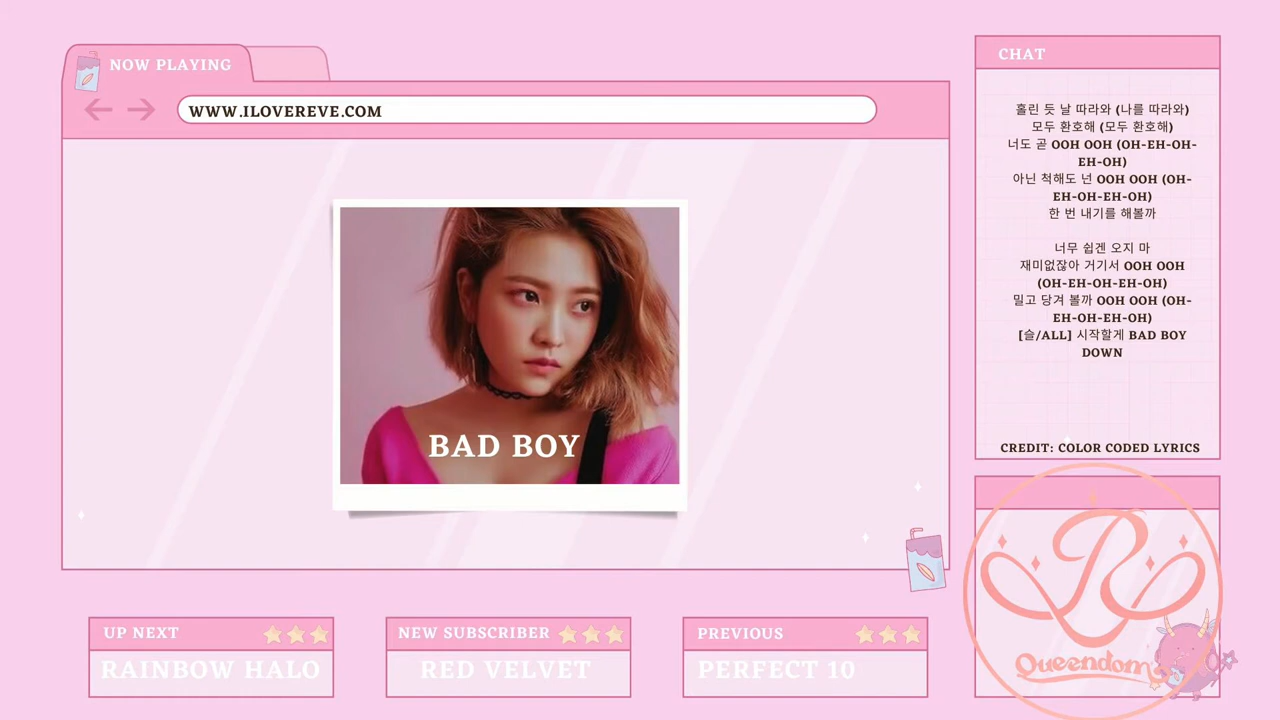 NOW PLAYING
WWW.ILOVEREVE.COM
BAD BOY
CHAT
홀린 듯 날 따라와 (나를 따라와)
모두 환호해 (모두 환호해)
너도 곧 OOH OOH (OH-EH-OH-
EH-OH)
아닌 척해도 넌 OOH OOH (OH-
EH-OH-EH-OH)
한 번 내기를 해볼까
너무 쉽겐 오지 마
재미없잖아 거기서 OOH OOH
(OH-EH-OH-EH-OH)
밀고 당겨 볼까 OOH OOH (OH-
EH-OH-EH-OH)
[슬/ALL] 시작할게 BAD BOY
DOWN
CREDIT: COLOR CODED LYRICS
UP NEXT
RAINBOW HALO
NEW SUBSCRIBER
RED VELVET
PREVIOUS
PERFECT 10
R
Queendom